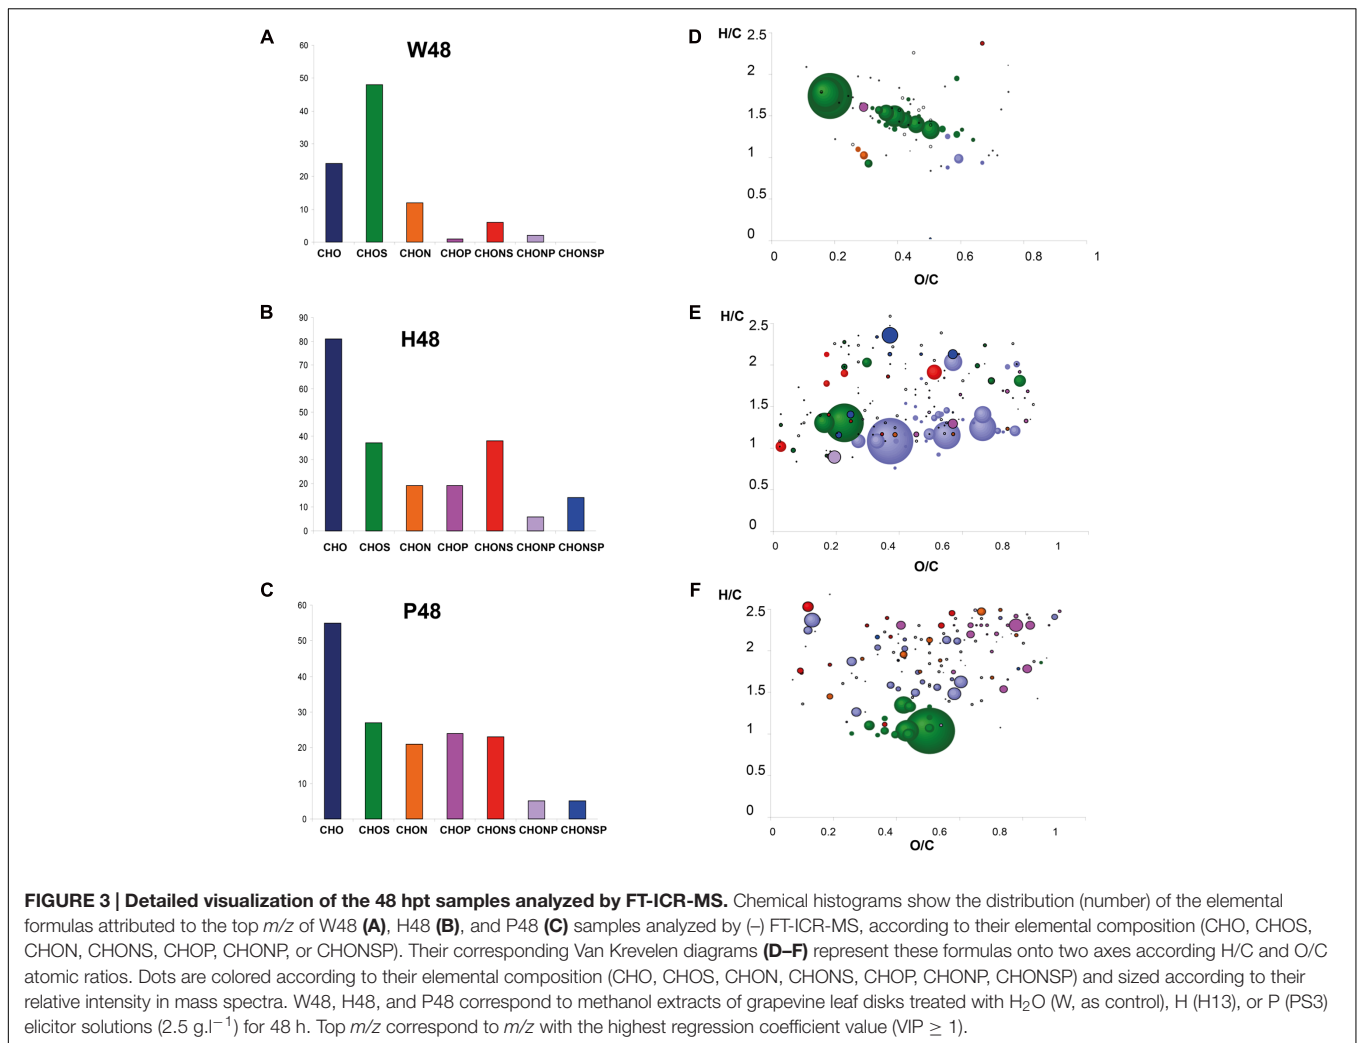 A
W48
60
50
40
30
20
10
0
CHO CHOS CHON CHOP CHONS CHONP CHONSP
D
H/C
2.5
2
1.5
1
0.5
0
0.2 0.4 0.6 1
O/C
B
H48
90
80
70
60
50
40
30
20
10
0
CHO CHOS CHON CHOP CHONS CHONP CHONSP
E
H/C
2.5
2
1.5
1
0.5
0
0 0.2 0.4 0.6 0.8 1
O/C
C
P48
60
50
40
30
20
10
0
CHO CHOS CHON CHOP CHONS CHONP CHONSP
F
H/C
2.5
2
1.5
1
0.5
0
0 0.2 0.4 0.6 0.8 1
O/C
FIGURE 3 | Detailed visualization of the 48 hpt samples analyzed by FT-ICR-MS. Chemical histograms show the distribution (number) of the elemental
formulas attributed to the top m/z of W48 (A), H48 (B), and P48 (C) samples analyzed by (–) FT-ICR-MS, according to their elemental composition (CHO, CHOS,
CHON, CHONS, CHOP, CHONP, or CHONSP). Their corresponding Van Krevelen diagrams (D–F) represent these formulas onto two axes according H/C and O/C
atomic ratios. Dots are colored according to their elemental composition (CHO, CHOS, CHON, CHONS, CHOP, CHONP, CHONSP) and sized according to their
relative intensity in mass spectra. W48, H48, and P48 correspond to methanol extracts of grapevine leaf disks treated with H₂O (W, as control), H (H13), or P (PS3)
elicitor solutions (2.5 g.l⁻¹) for 48 h. Top m/z correspond to m/z with the highest regression coefficient value (VIP ≥ 1).